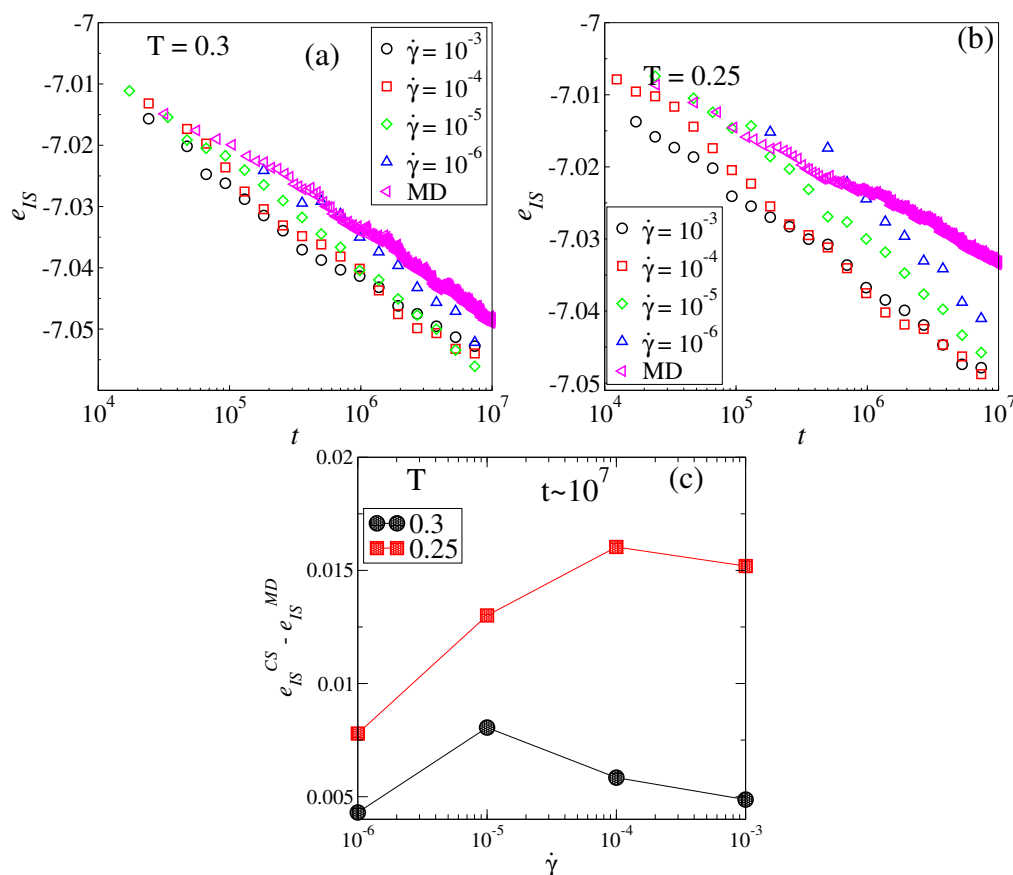 -7
-7.01
-7.02
-7.03
-7.04
-7.05
e_IS
T = 0.3
(a)
γ̇ = 10^-3
γ̇ = 10^-4
γ̇ = 10^-5
γ̇ = 10^-6
MD
10^4 10^5 10^6 10^7
t
-7
-7.01
-7.02
-7.03
-7.04
-7.05
e_IS
(b)
T = 0.25
γ̇ = 10^-3
γ̇ = 10^-4
γ̇ = 10^-5
γ̇ = 10^-6
MD
10^4 10^5 10^6 10^7
t
0.02
0.015
0.01
0.005
e_IS^CS - e_IS^MD
T
0.3
0.25
t~10^7
(c)
10^-6 10^-5 10^-4 10^-3
γ̇